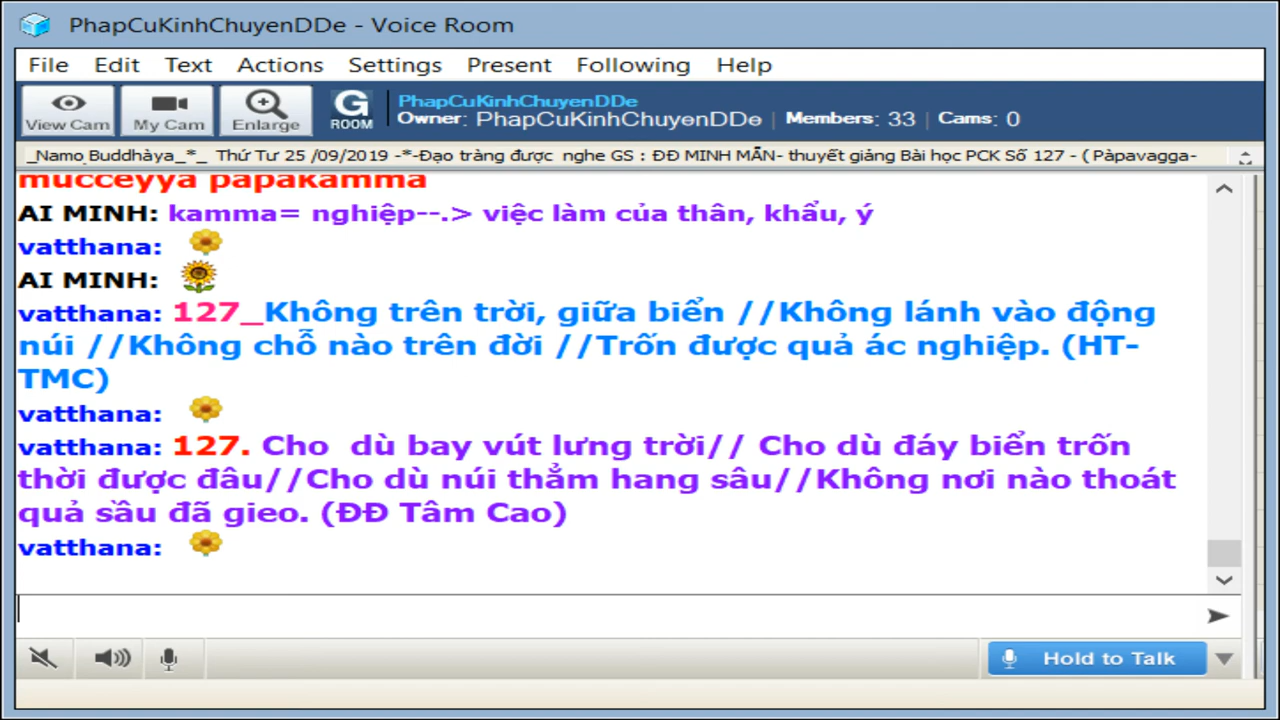 PhapCuKinhChuyenDDe - Voice Room
File Edit Text Actions Settings Present Following Help
View Cam My Cam Enlarge G ROOM
PhapCuKinhChuyenDDe
Owner: PhapCuKinhChuyenDDe | Members: 33 | Cams: 0
_Namo_Buddhàya_*_ Thứ Tư 25 /09/2019 -*-Đạo tràng được nghe GS : ĐĐ MINH MẪN- thuyết giảng Bài học PCK Số 127 - ( Pàpavagga-
mucceyya pāpakamma
AI MINH: kamma= nghiệp--.> việc làm của thân, khẩu, ý
vatthana:
AI MINH:
vatthana: 127_Không trên trời, giữa biển //Không lánh vào động
núi //Không chỗ nào trên đời //Trốn được quả ác nghiệp. (HT-
TMC)
vatthana:
vatthana: 127. Cho dù bay vút lưng trời// Cho dù đáy biển trốn
thời được đâu//Cho dù núi thẳm hang sâu//Không nơi nào thoát
quả sầu đã gieo. (ĐĐ Tâm Cao)
vatthana:
Hold to Talk